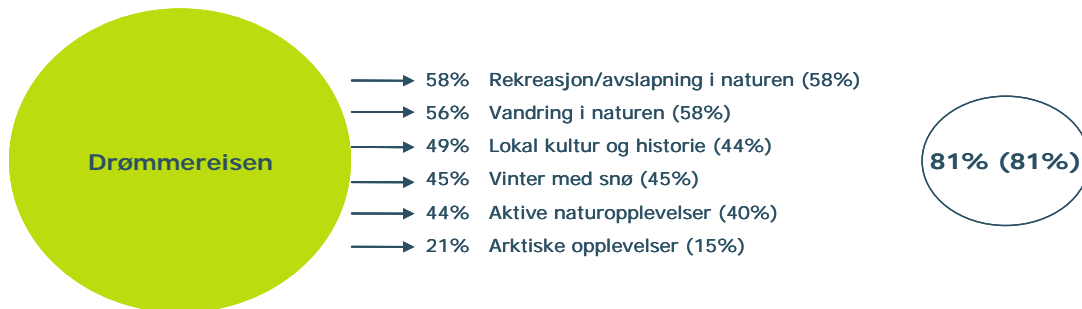 Drømmereisen
58% Rekreasjon/avslapning i naturen (58%)
56% Vandring i naturen (58%)
49% Lokal kultur og historie (44%)
45% Vinter med snø (45%)
44% Aktive naturopplevelser (40%)
21% Arktiske opplevelser (15%)
81% (81%)